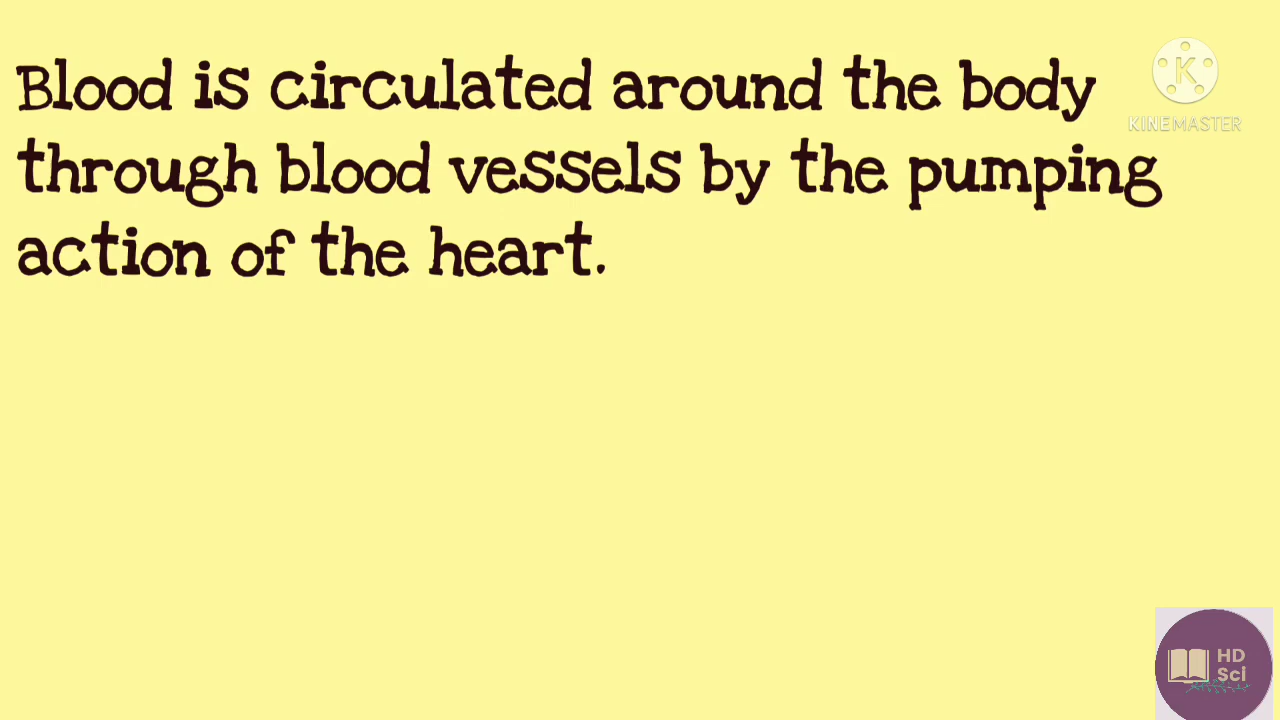 Blood is circulated around the body
through blood vessels by the pumping
action of the heart.
K
KINEMASTER
HD
Sci